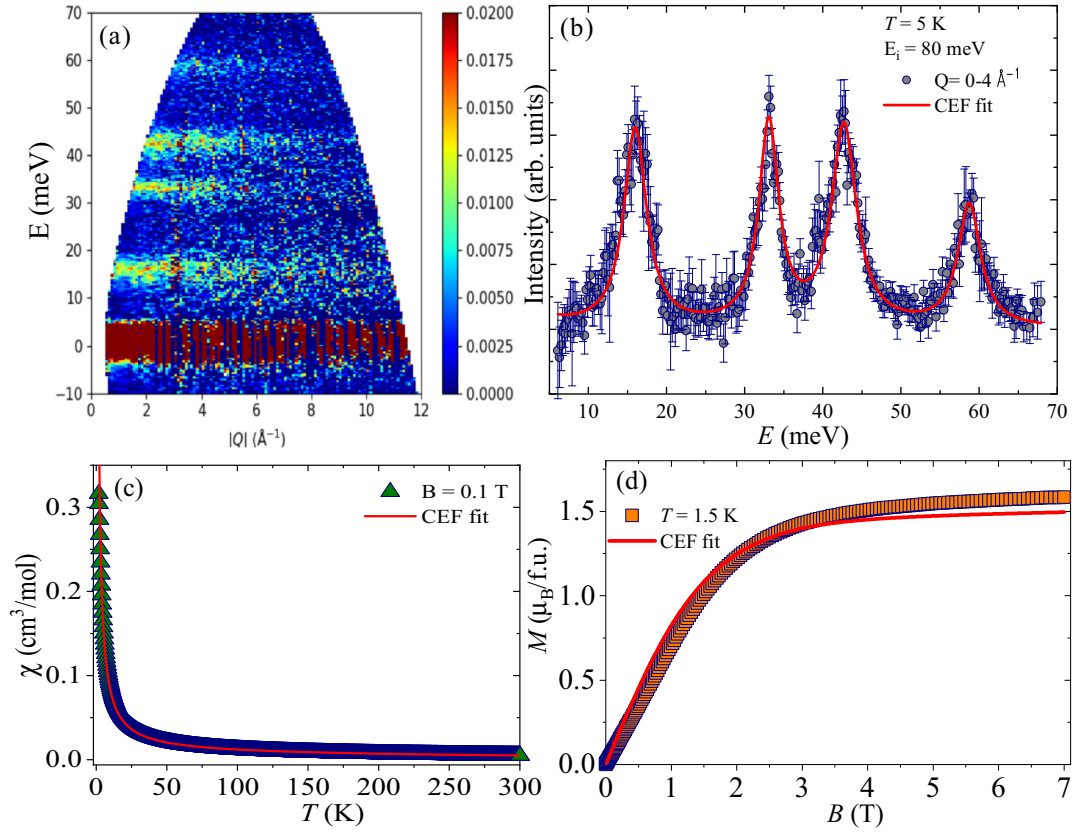 (a)
E (meV)
70
60
50
40
30
20
10
0
−10
0
2
4
6
8
10
12
|Q| (Å⁻¹)
0.0200
0.0175
0.0150
0.0125
0.0100
0.0075
0.0050
0.0025
0.0000
(b)
T = 5 K
Eᵢ = 80 meV
Q= 0-4 Å⁻¹
CEF fit
Intensity (arb. units)
10
20
30
40
50
60
70
E (meV)
(c)
B = 0.1 T
CEF fit
χ (cm³/mol)
0.3
0.2
0.1
0.0
0
50
100
150
200
250
300
T (K)
(d)
T = 1.5 K
CEF fit
M (μ_B/f.u.)
1.5
1.0
0.5
0.0
0
1
2
3
4
5
6
7
B (T)